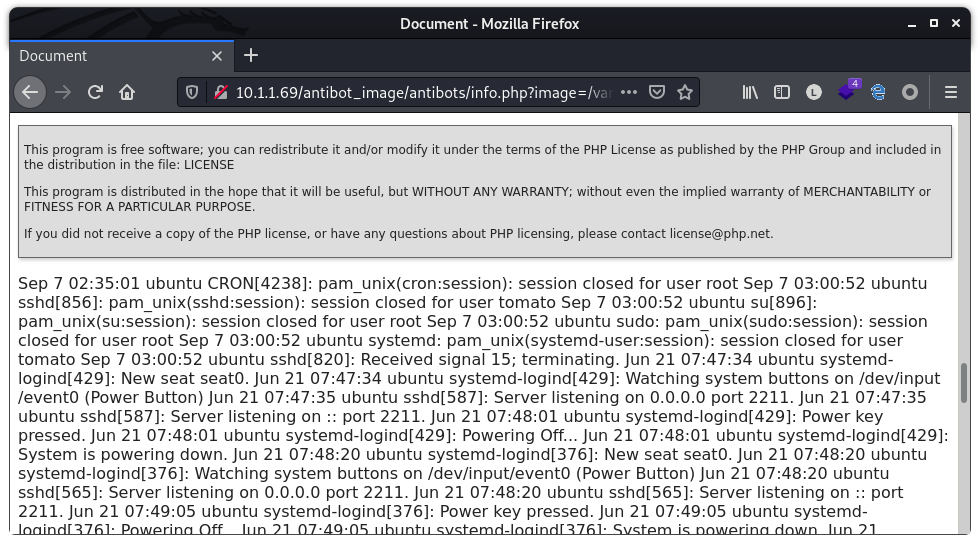 Document - Mozilla Firefox
Document
10.1.1.69/antibot_image/antibots/info.php?image=/var
4
L
This program is free software; you can redistribute it and/or modify it under the terms of the PHP License as published by the PHP Group and included in
the distribution in the file: LICENSE
This program is distributed in the hope that it will be useful, but WITHOUT ANY WARRANTY; without even the implied warranty of MERCHANTABILITY or
FITNESS FOR A PARTICULAR PURPOSE.
If you did not receive a copy of the PHP license, or have any questions about PHP licensing, please contact license@php.net.
Sep 7 02:35:01 ubuntu CRON[4238]: pam_unix(cron:session): session closed for user root Sep 7 03:00:52 ubuntu
sshd[856]: pam_unix(sshd:session): session closed for user tomato Sep 7 03:00:52 ubuntu su[896]:
pam_unix(su:session): session closed for user root Sep 7 03:00:52 ubuntu sudo: pam_unix(sudo:session): session
closed for user root Sep 7 03:00:52 ubuntu systemd: pam_unix(systemd-user:session): session closed for user
tomato Sep 7 03:00:52 ubuntu sshd[820]: Received signal 15; terminating. Jun 21 07:47:34 ubuntu systemd-
logind[429]: New seat seat0. Jun 21 07:47:34 ubuntu systemd-logind[429]: Watching system buttons on /dev/input
/event0 (Power Button) Jun 21 07:47:35 ubuntu sshd[587]: Server listening on 0.0.0.0 port 2211. Jun 21 07:47:35
ubuntu sshd[587]: Server listening on :: port 2211. Jun 21 07:48:01 ubuntu systemd-logind[429]: Power key
pressed. Jun 21 07:48:01 ubuntu systemd-logind[429]: Powering Off... Jun 21 07:48:01 ubuntu systemd-logind[429]:
System is powering down. Jun 21 07:48:20 ubuntu systemd-logind[376]: New seat seat0. Jun 21 07:48:20 ubuntu
systemd-logind[376]: Watching system buttons on /dev/input/event0 (Power Button) Jun 21 07:48:20 ubuntu
sshd[565]: Server listening on 0.0.0.0 port 2211. Jun 21 07:48:20 ubuntu sshd[565]: Server listening on :: port
2211. Jun 21 07:49:05 ubuntu systemd-logind[376]: Power key pressed. Jun 21 07:49:05 ubuntu systemd-
logind[376]: Powering Off... Jun 21 07:49:05 ubuntu systemd-logind[376]: System is powering down. Jun 21